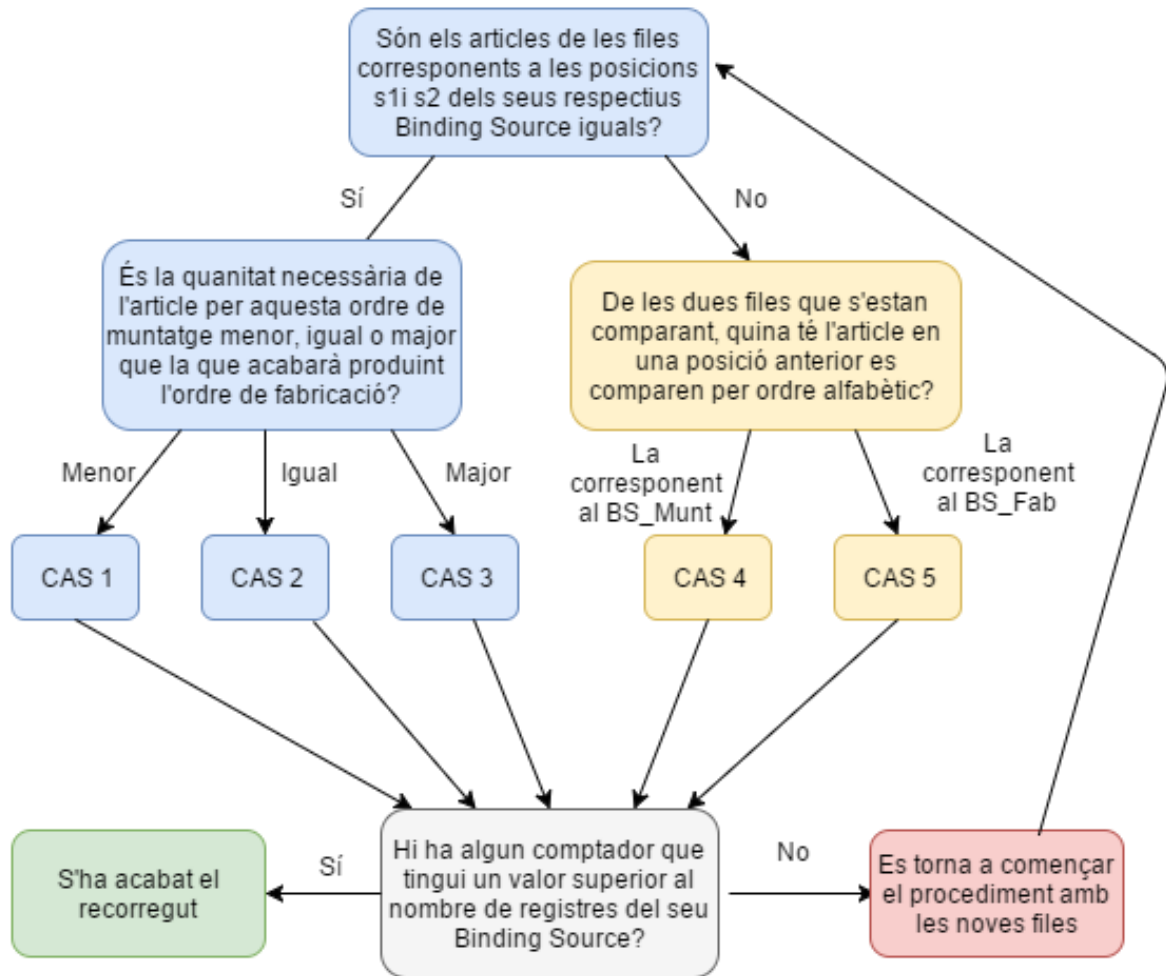 Són els articles de les files
corresponents a les posicions
s1i s2 dels seus respectius
Binding Source iguals?
Sí
No
És la quanitat necessària de
l'article per aquesta ordre de
muntatge menor, igual o major
que la que acabarà produint
l'ordre de fabricació?
De les dues files que s'estan
comparant, quina té l'article en
una posició anterior es
comparen per ordre alfabètic?
Menor
Igual
Major
La
corresponent
al BS_Munt
La
corresponent
al BS_Fab
CAS 1
CAS 2
CAS 3
CAS 4
CAS 5
S'ha acabat el
recorregut
Sí
Hi ha algun comptador que
tingui un valor superior al
nombre de registres del seu
Binding Source?
No
Es torna a començar
el procediment amb
les noves files